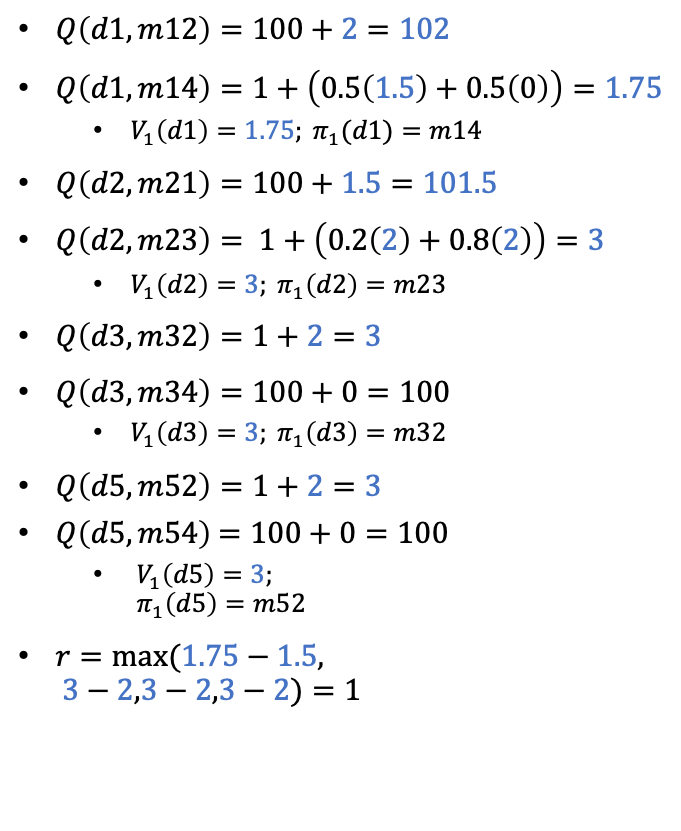 • Q(d1, m12) = 100 + 2 = 102
• Q(d1, m14) = 1 + (0.5(1.5) + 0.5(0)) = 1.75
• V₁(d1) = 1.75; π₁(d1) = m14
• Q(d2, m21) = 100 + 1.5 = 101.5
• Q(d2, m23) = 1 + (0.2(2) + 0.8(2)) = 3
• V₁(d2) = 3; π₁(d2) = m23
• Q(d3, m32) = 1 + 2 = 3
• Q(d3, m34) = 100 + 0 = 100
• V₁(d3) = 3; π₁(d3) = m32
• Q(d5, m52) = 1 + 2 = 3
• Q(d5, m54) = 100 + 0 = 100
• V₁(d5) = 3;
π₁(d5) = m52
• r = max(1.75 − 1.5,
3 − 2,3 − 2,3 − 2) = 1